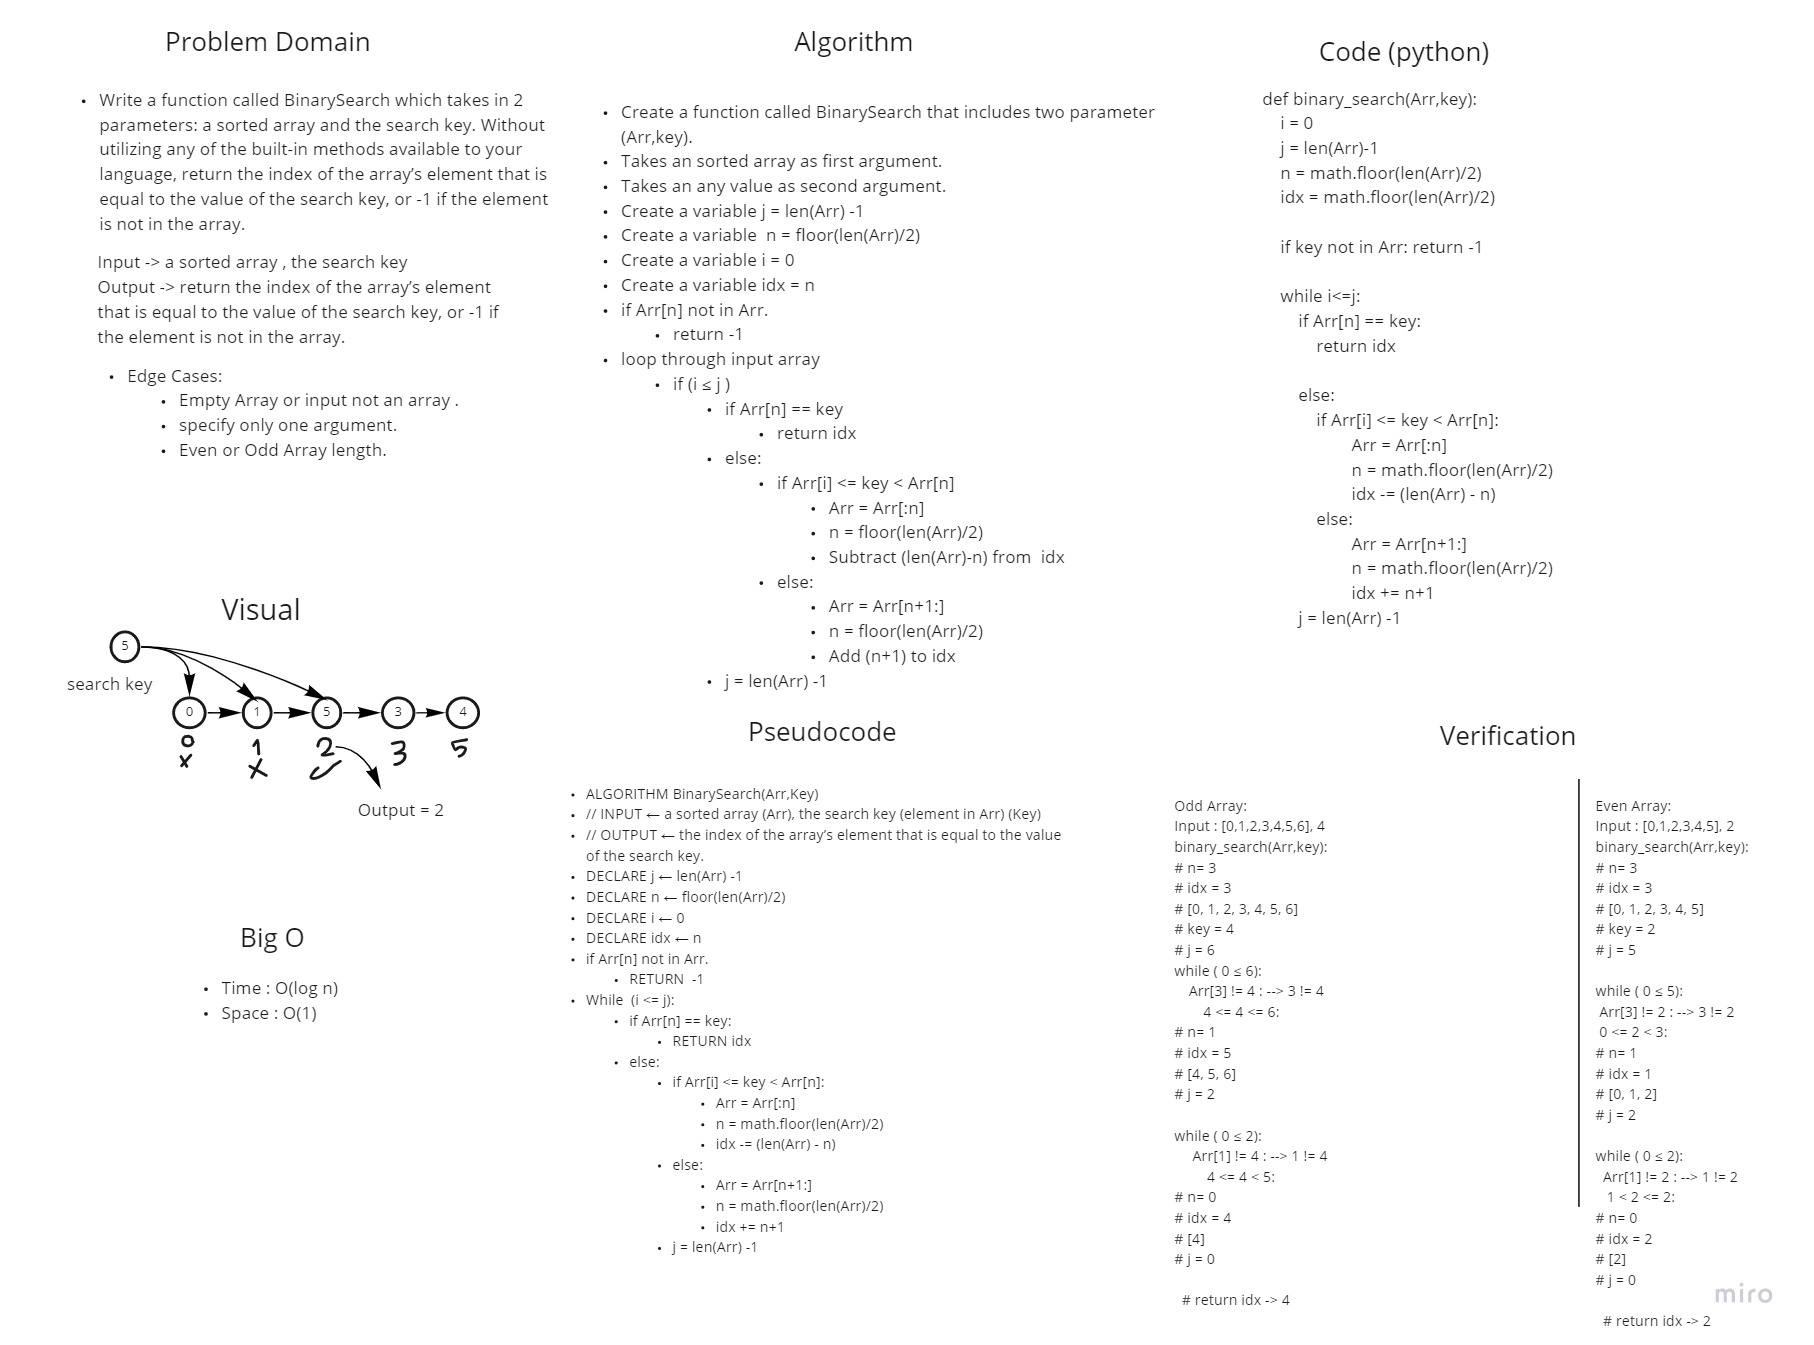 Problem Domain
• Write a function called BinarySearch which takes in 2
parameters: a sorted array and the search key. Without
utilizing any of the built-in methods available to your
language, return the index of the array’s element that is
equal to the value of the search key, or -1 if the element
is not in the array.
Input -> a sorted array , the search key
Output -> return the index of the array’s element
that is equal to the value of the search key, or -1 if
the element is not in the array.
• Edge Cases:
• Empty Array or input not an array .
• specify only one argument.
• Even or Odd Array length.
Visual
5
search key
0 1 5 3 4
0 1 2 3 5
x x ✓
Output = 2
Big O
• Time : O(log n)
• Space : O(1)
Algorithm
• Create a function called BinarySearch that includes two parameter
(Arr,key).
• Takes an sorted array as first argument.
• Takes an any value as second argument.
• Create a variable j = len(Arr) -1
• Create a variable  n = floor(len(Arr)/2)
• Create a variable i = 0
• Create a variable idx = n
• if Arr[n] not in Arr.
• return -1
• loop through input array
• if (i ≤ j )
• if Arr[n] == key
• return idx
• else:
• if Arr[i] <= key < Arr[n]
• Arr = Arr[:n]
• n = floor(len(Arr)/2)
• Subtract (len(Arr)-n) from  idx
• else:
• Arr = Arr[n+1:]
• n = floor(len(Arr)/2)
• Add (n+1) to idx
• j = len(Arr) -1
Pseudocode
• ALGORITHM BinarySearch(Arr,Key)
• // INPUT ← a sorted array (Arr), the search key (element in Arr) (Key)
• // OUTPUT ← the index of the array’s element that is equal to the value
of the search key.
• DECLARE j ← len(Arr) -1
• DECLARE n ← floor(len(Arr)/2)
• DECLARE i ← 0
• DECLARE idx ← n
• if Arr[n] not in Arr.
• RETURN  -1
• While  (i <= j):
• if Arr[n] == key:
• RETURN idx
• else:
• if Arr[i] <= key < Arr[n]:
• Arr = Arr[:n]
• n = math.floor(len(Arr)/2)
• idx -= (len(Arr) - n)
• else:
• Arr = Arr[n+1:]
• n = math.floor(len(Arr)/2)
• idx += n+1
• j = len(Arr) -1
Code (python)
def binary_search(Arr,key):
i = 0
j = len(Arr)-1
n = math.floor(len(Arr)/2)
idx = math.floor(len(Arr)/2)
if key not in Arr: return -1
while i<=j:
if Arr[n] == key:
return idx
else:
if Arr[i] <= key < Arr[n]:
Arr = Arr[:n]
n = math.floor(len(Arr)/2)
idx -= (len(Arr) - n)
else:
Arr = Arr[n+1:]
n = math.floor(len(Arr)/2)
idx += n+1
j = len(Arr) -1
Verification
Odd Array:
Input : [0,1,2,3,4,5,6], 4
binary_search(Arr,key):
# n= 3
# idx = 3
# [0, 1, 2, 3, 4, 5, 6]
# key = 4
# j = 6
while ( 0 ≤ 6):
Arr[3] != 4 : --> 3 != 4
4 <= 4 <= 6:
# n= 1
# idx = 5
# [4, 5, 6]
# j = 2
while ( 0 ≤ 2):
Arr[1] != 4 : --> 1 != 4
4 <= 4 < 5:
# n= 0
# idx = 4
# [4]
# j = 0
# return idx -> 4
Even Array:
Input : [0,1,2,3,4,5], 2
binary_search(Arr,key):
# n= 3
# idx = 3
# [0, 1, 2, 3, 4, 5]
# key = 2
# j = 5
while ( 0 ≤ 5):
Arr[3] != 2 : --> 3 != 2
0 <= 2 < 3:
# n= 1
# idx = 1
# [0, 1, 2]
# j = 2
while ( 0 ≤ 2):
Arr[1] != 2 : --> 1 != 2
1 < 2 <= 2:
# n= 0
# idx = 2
# [2]
# j = 0
# return idx -> 2
miro